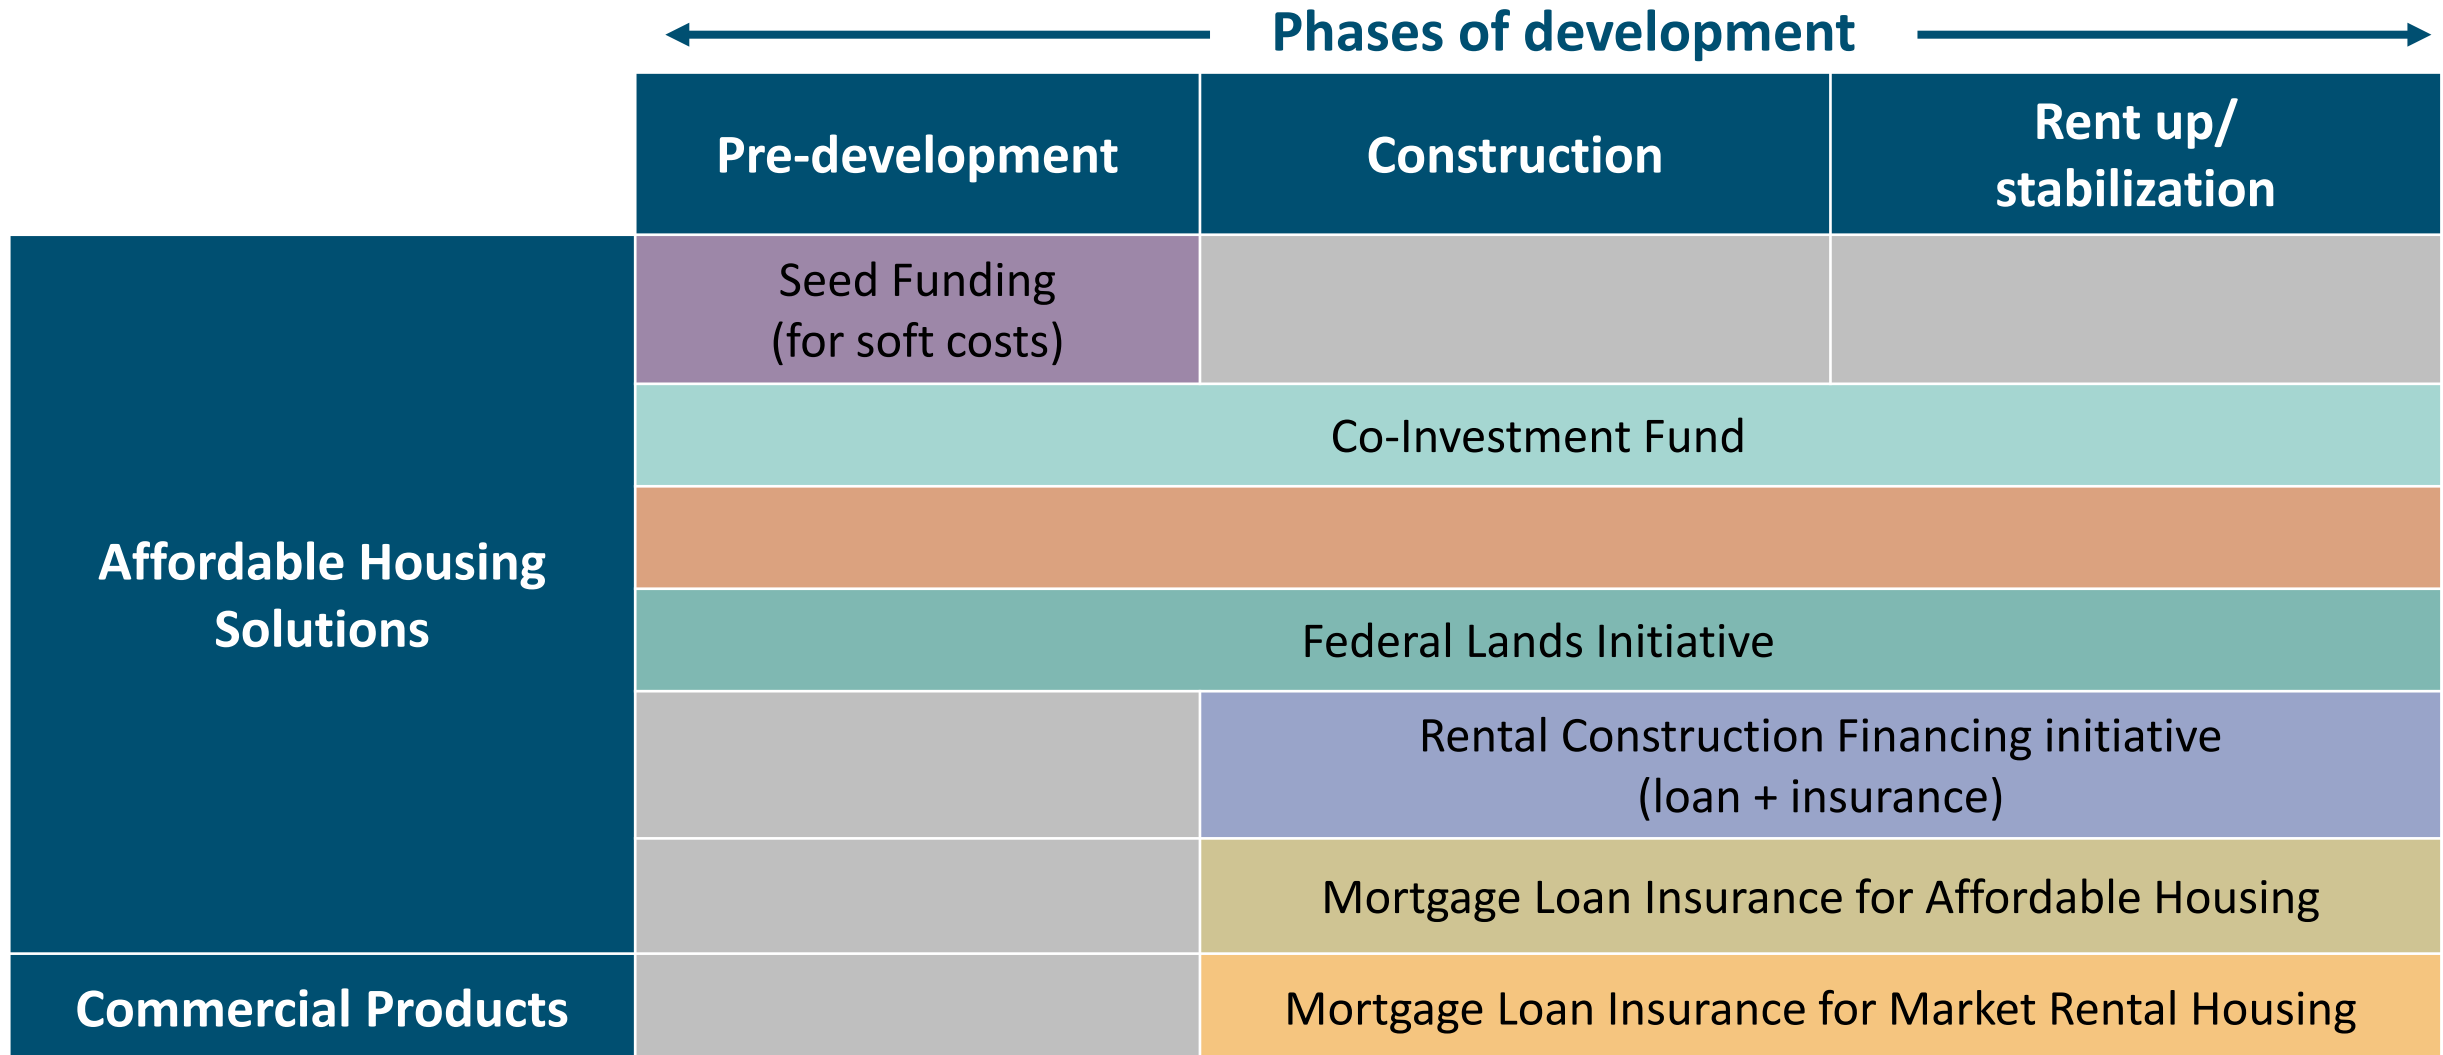 Phases of development
Pre-development
Construction
Rent up/
stabilization
Affordable Housing
Solutions
Seed Funding
(for soft costs)
Co-Investment Fund
Federal Lands Initiative
Rental Construction Financing initiative
(loan + insurance)
Mortgage Loan Insurance for Affordable Housing
Commercial Products
Mortgage Loan Insurance for Market Rental Housing